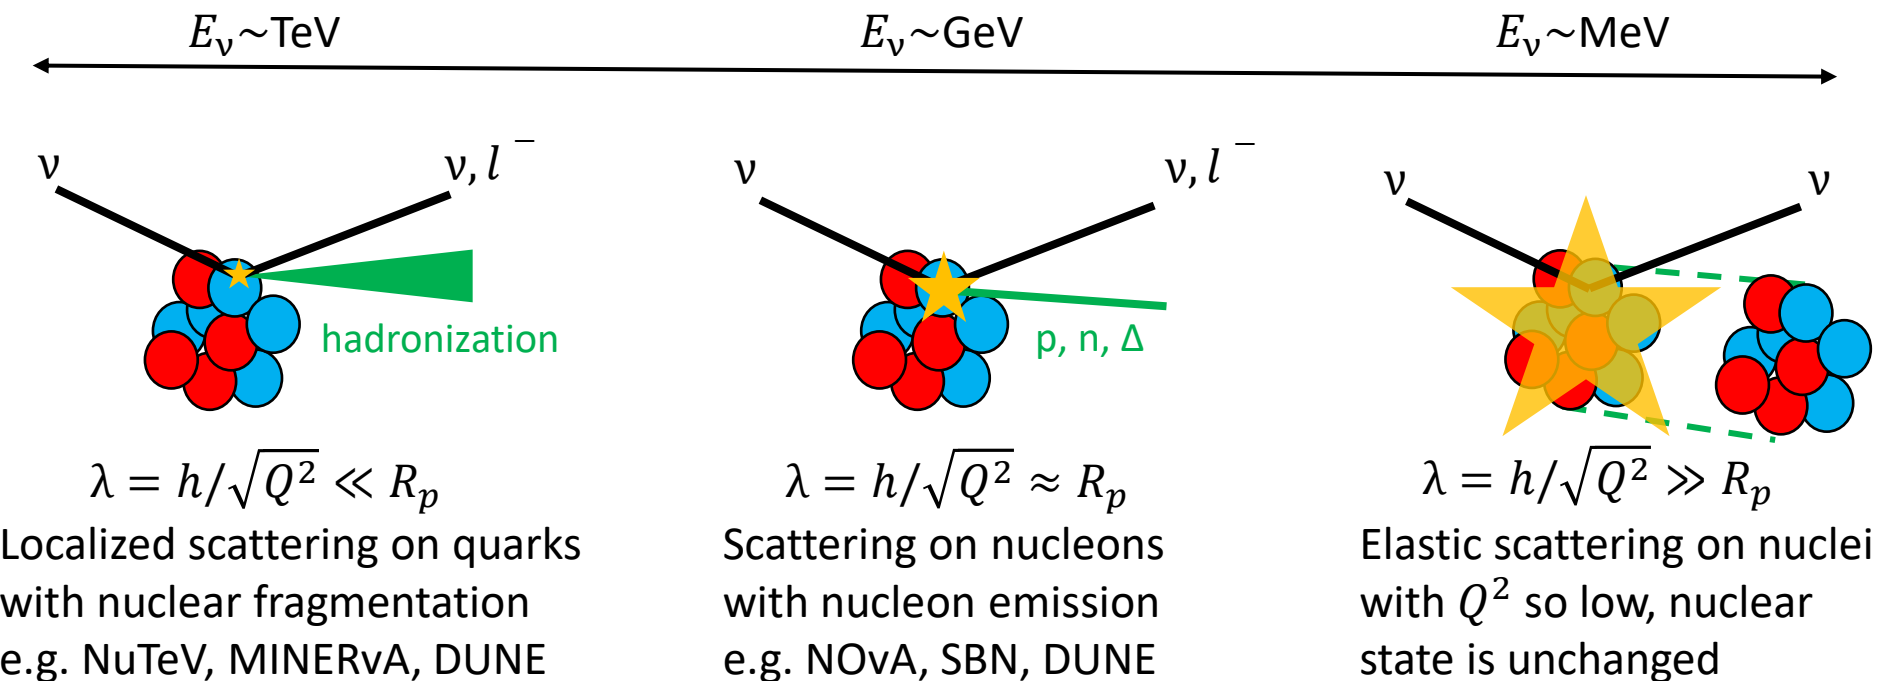 E_ν~TeV
E_ν~GeV
E_ν~MeV
ν
ν, l⁻
hadronization
λ = h/√Q² ≪ R_p
Localized scattering on quarks
with nuclear fragmentation
e.g. NuTeV, MINERvA, DUNE
ν
ν, l⁻
p, n, Δ
λ = h/√Q² ≈ R_p
Scattering on nucleons
with nucleon emission
e.g. NOvA, SBN, DUNE
ν
ν
λ = h/√Q² ≫ R_p
Elastic scattering on nuclei
with Q² so low, nuclear
state is unchanged